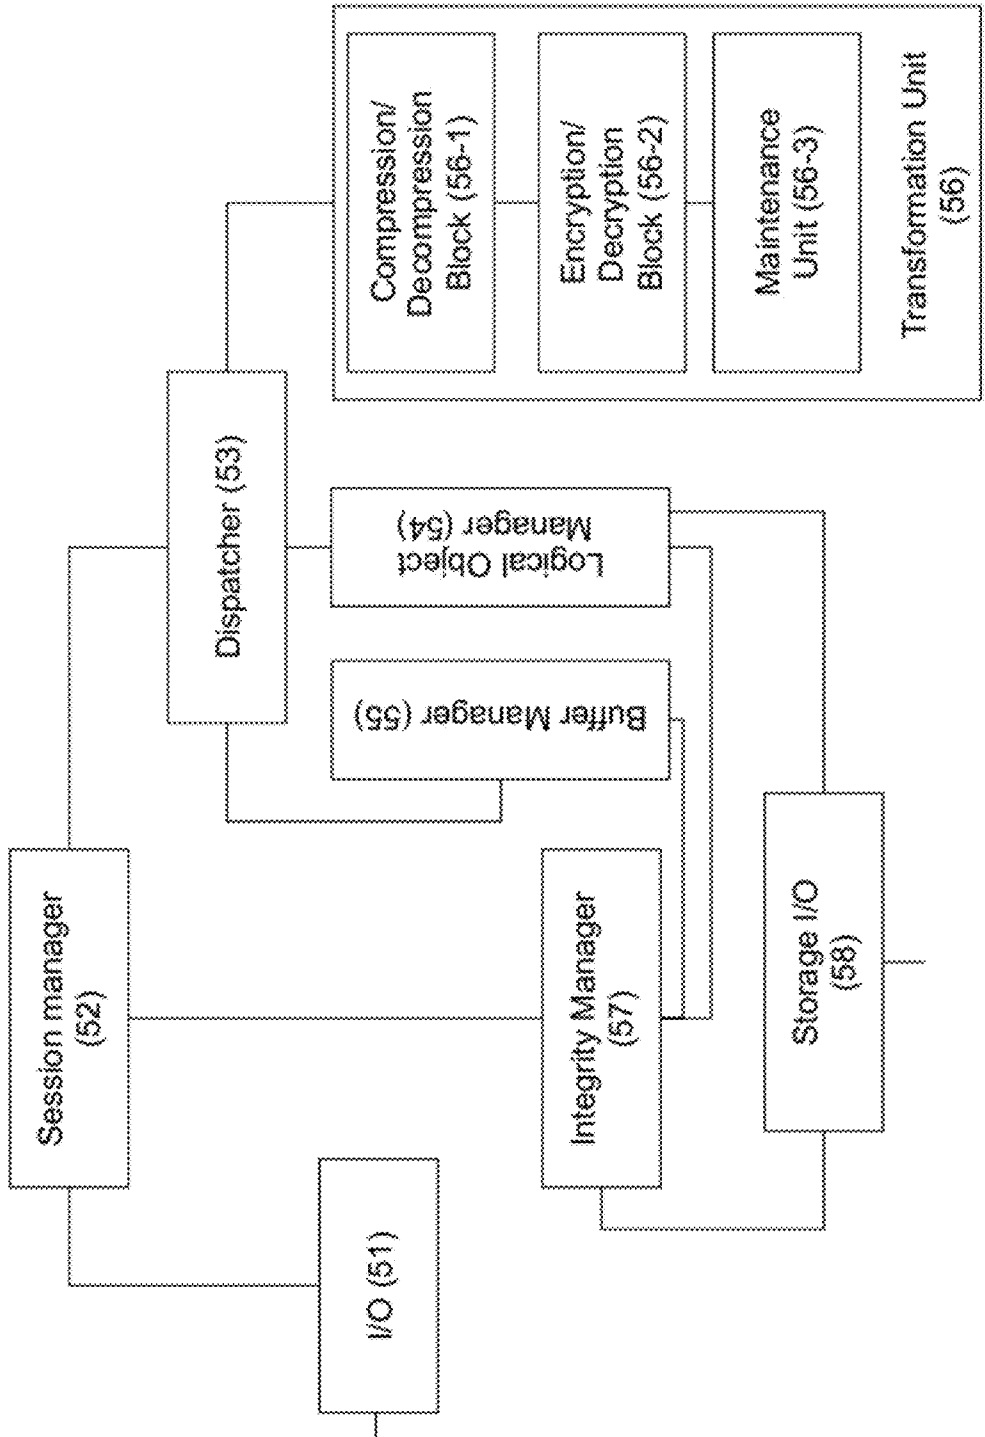 Session manager
(52)
I/O (51)
Dispatcher (53)
Buffer Manager (55)
Logical Object
Manager (54)
Integrity Manager
(57)
Storage I/O
(58)
Compression/
Decompression
Block (56-1)
Encryption/
Decryption
Block (56-2)
Maintenance
Unit (56-3)
Transformation Unit
(56)